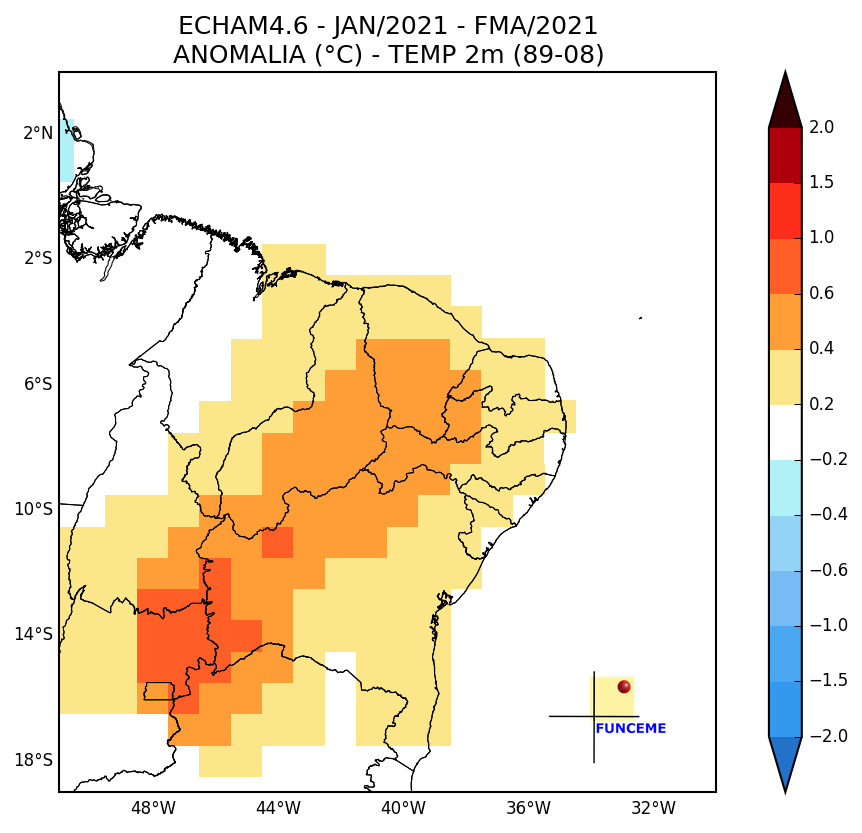 ECHAM4.6 - JAN/2021 - FMA/2021
ANOMALIA (°C) - TEMP 2m (89-08)
2°N
2°S
6°S
10°S
14°S
18°S
48°W 44°W 40°W 36°W 32°W
2.0
1.5
1.0
0.6
0.4
0.2
−0.2
−0.4
−0.6
−1.0
−1.5
−2.0
FUNCEME